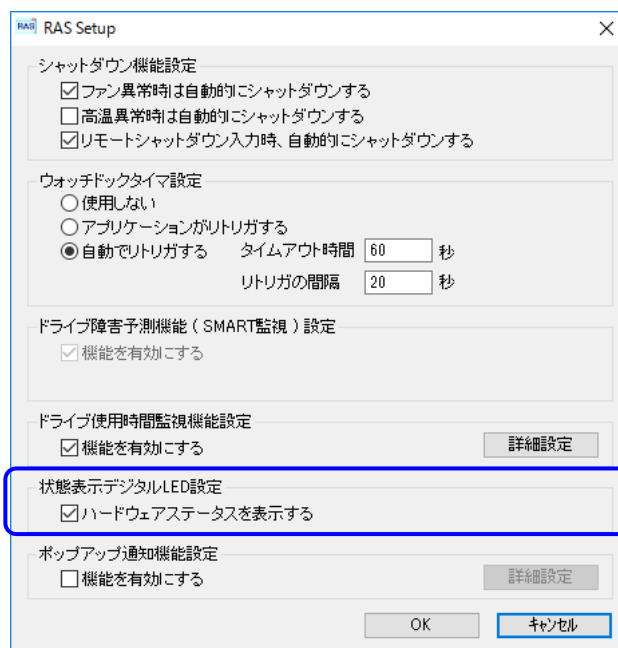 RAS RAS Setup
シャットダウン機能設定
ファン異常時は自動的にシャットダウンする
高温異常時は自動的にシャットダウンする
リモートシャットダウン入力時、自動的にシャットダウンする
ウォッチドックタイマ設定
使用しない
アプリケーションがリトリガする
自動でリトリガする タイムアウト時間 60 秒
リトリガの間隔 20 秒
ドライブ障害予測機能 ( SMART監視 ) 設定
機能を有効にする
ドライブ使用時間監視機能設定
機能を有効にする 詳細設定
状態表示デジタルLED設定
ハードウェアステータスを表示する
ポップアップ通知機能設定
機能を有効にする 詳細設定
OK キャンセル